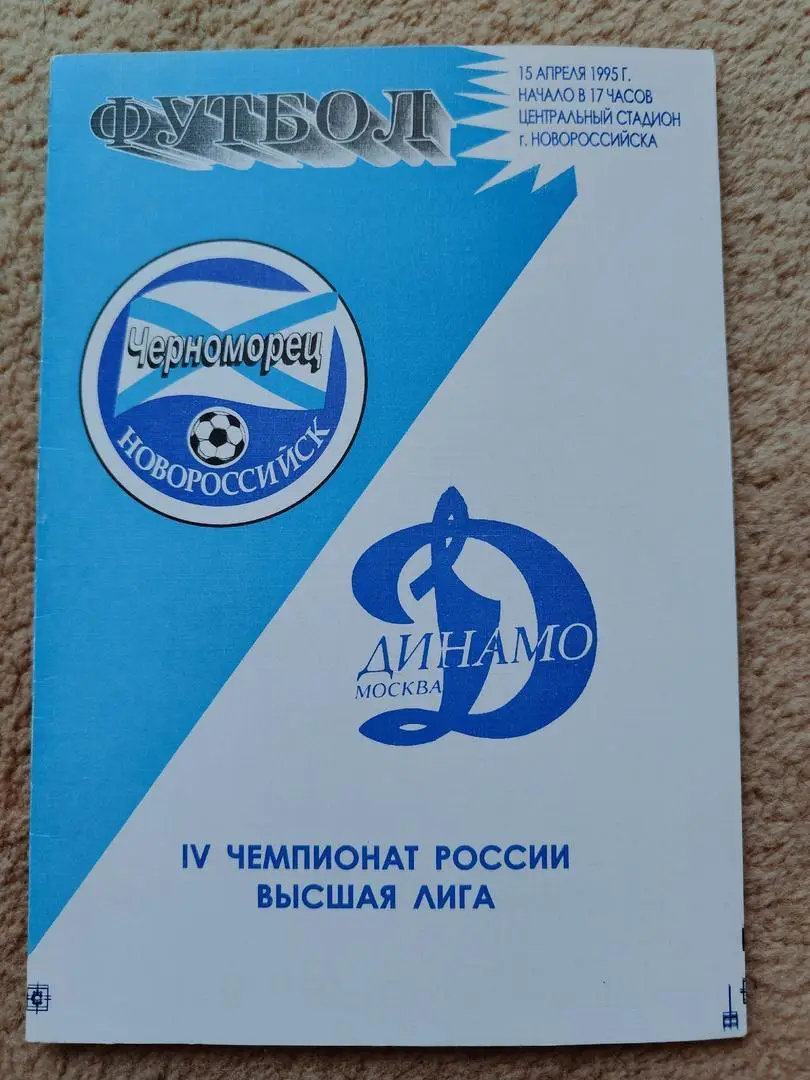 ФУТБОЛ
15 АПРЕЛЯ 1995 Г.
НАЧАЛО В 17 ЧАСОВ
ЦЕНТРАЛЬНЫЙ СТАДИОН
г. НОВОРОССИЙСКА
Черноморец
НОВОРОССИЙСК
Д
ДИНАМО
МОСКВА
IV ЧЕМПИОНАТ РОССИИ
ВЫСШАЯ ЛИГА